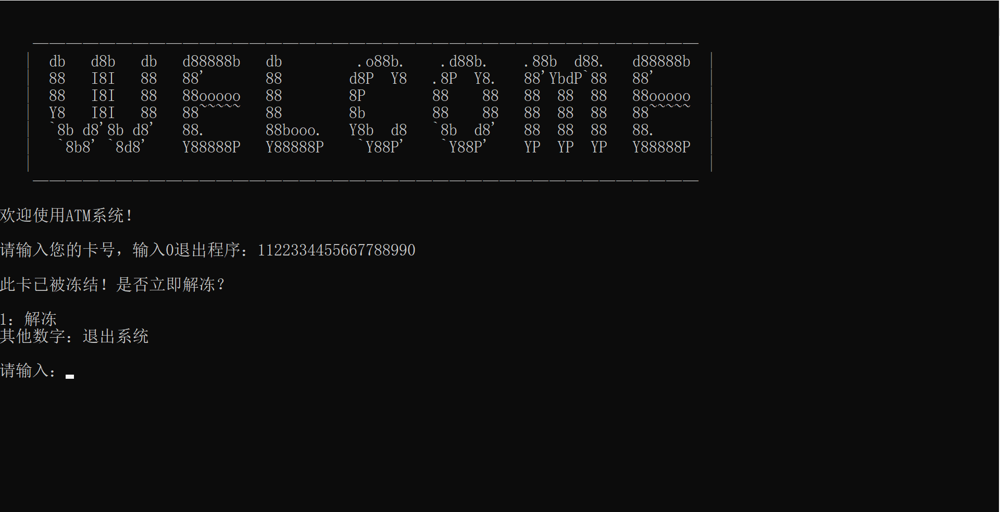 db   d8b   db   d88888b   db         .o88b.    .d88b.    .88b  d88.   d88888b
88   I8I   88   88'       88        d8P  Y8   .8P  Y8.   88'YbdP`88   88'
88   I8I   88   88ooooo   88        8P        88    88   88  88  88   88ooooo
Y8   I8I   88   88~~~~~   88        8b        88    88   88  88  88   88~~~~~
`8b d8'8b d8'   88.       88booo.   Y8b  d8   `8b  d8'   88  88  88   88.
 `8b8' `8d8'    Y88888P   Y88888P    `Y88P'    `Y88P'    YP  YP  YP   Y88888P
欢迎使用ATM系统！
请输入您的卡号，输入0退出程序：1122334455667788990
此卡已被冻结！是否立即解冻？
1：解冻
其他数字：退出系统
请输入：